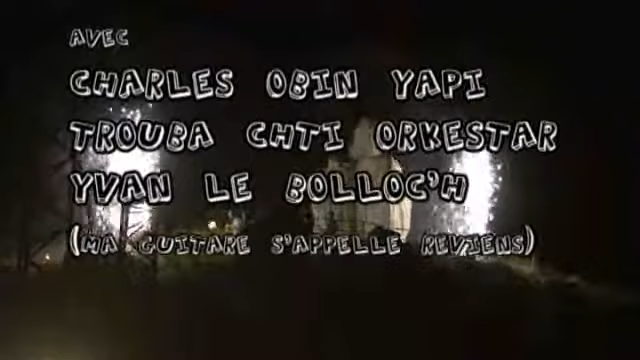 AVEC
CHARLES OBIN YAPI
TROUBA CHTI ORKESTAR
YVAN LE BOLLOC'H
(MA GUITARE S'APPELLE REVIENS)